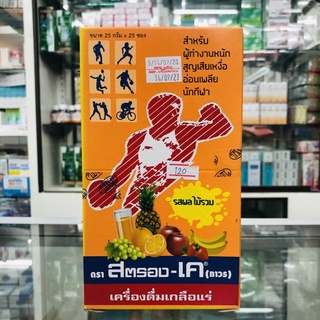 ขนาด 25 กรัม x 25 ซอง
สำหรับ
ผู้ทำงานหนัก
สูญเสียเหงื่อ
อ่อนเพลีย
นักกีฬา
120
รสผลไม้รวม
ตรา สตรอง-เค (ถาวร)
เครื่องดื่มเกลือแร่